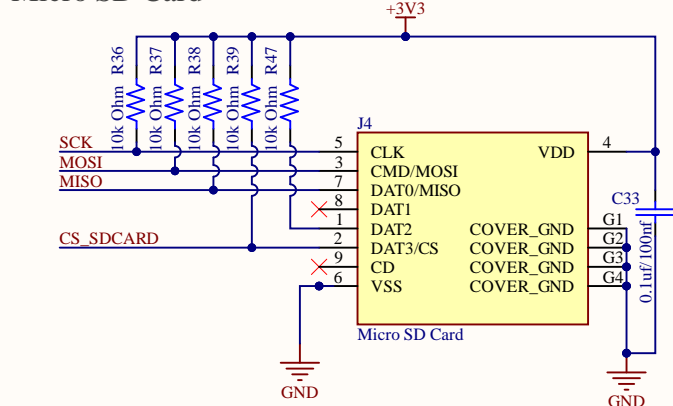 Micro SD Card
+3V3
R36
10k Ohm
R37
10k Ohm
R38
10k Ohm
R39
10k Ohm
R47
10k Ohm
J4
SCK
5
CLK
VDD
4
MOSI
3
CMD/MOSI
MISO
7
DAT0/MISO
8
DAT1
1
DAT2
COVER_GND
G1
CS_SDCARD
2
DAT3/CS
COVER_GND
G2
9
CD
COVER_GND
G3
6
VSS
COVER_GND
G4
C33
0.1uf/100nf
Micro SD Card
GND
GND